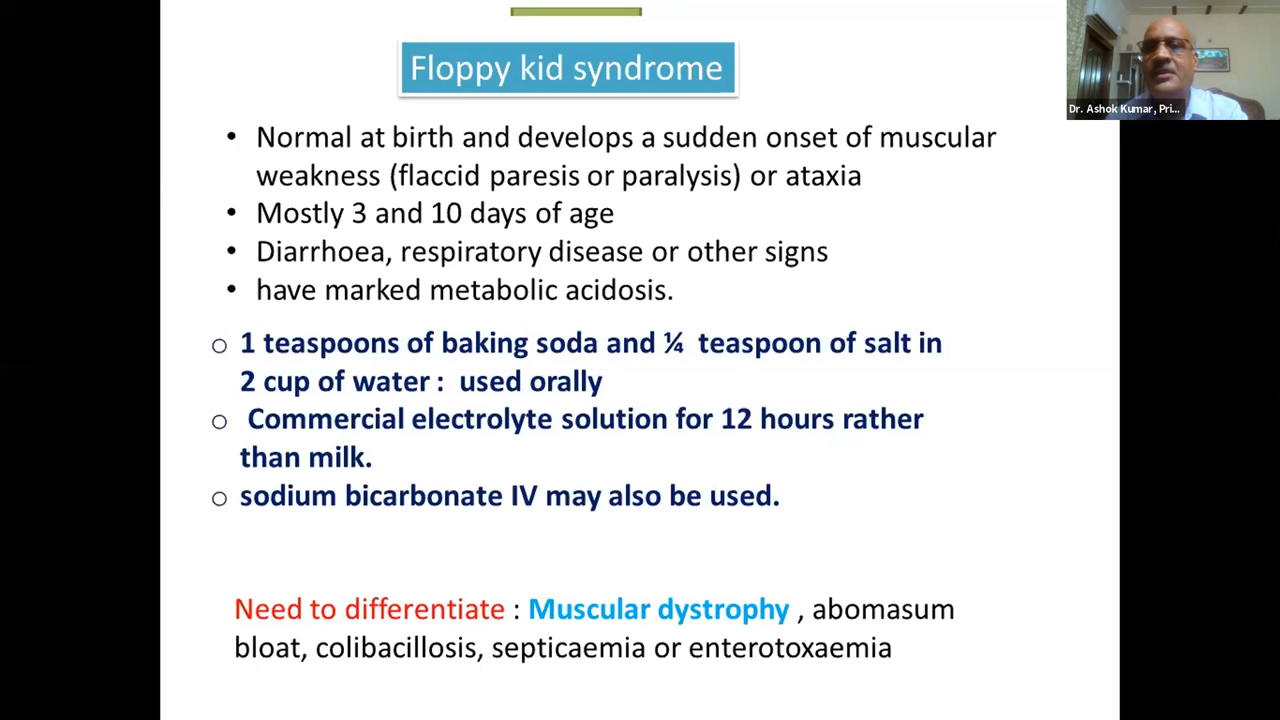 Floppy kid syndrome
Dr. Ashok Kumar, Pri...
• Normal at birth and develops a sudden onset of muscular
weakness (flaccid paresis or paralysis) or ataxia
• Mostly 3 and 10 days of age
• Diarrhoea, respiratory disease or other signs
• have marked metabolic acidosis.
o 1 teaspoons of baking soda and ¼ teaspoon of salt in
2 cup of water : used orally
o Commercial electrolyte solution for 12 hours rather
than milk.
o sodium bicarbonate IV may also be used.
Need to differentiate : Muscular dystrophy , abomasum
bloat, colibacillosis, septicaemia or enterotoxaemia